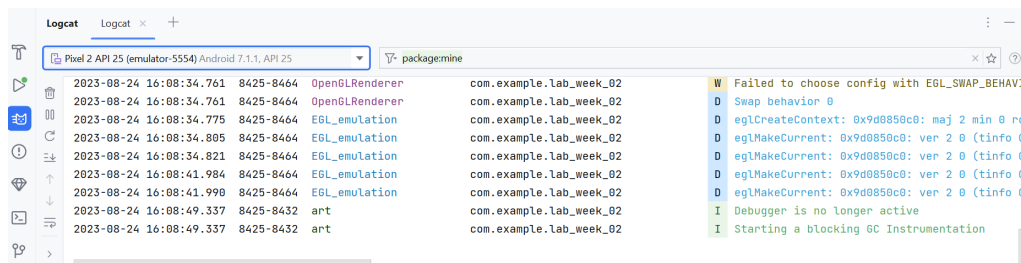 Logcat Logcat
Pixel 2 API 25 (emulator-5554) Android 7.1.1, API 25 package:mine
2023-08-24 16:08:34.761 8425-8464 OpenGLRenderer com.example.lab_week_02 W Failed to choose config with EGL_SWAP_BEHAVI
2023-08-24 16:08:34.761 8425-8464 OpenGLRenderer com.example.lab_week_02 D Swap behavior 0
2023-08-24 16:08:34.775 8425-8464 EGL_emulation com.example.lab_week_02 D eglCreateContext: 0x9d0850c0: maj 2 min 0 rc
2023-08-24 16:08:34.805 8425-8464 EGL_emulation com.example.lab_week_02 D eglMakeCurrent: 0x9d0850c0: ver 2 0 (tinfo
2023-08-24 16:08:34.821 8425-8464 EGL_emulation com.example.lab_week_02 D eglMakeCurrent: 0x9d0850c0: ver 2 0 (tinfo
2023-08-24 16:08:41.984 8425-8464 EGL_emulation com.example.lab_week_02 D eglMakeCurrent: 0x9d0850c0: ver 2 0 (tinfo
2023-08-24 16:08:41.990 8425-8464 EGL_emulation com.example.lab_week_02 D eglMakeCurrent: 0x9d0850c0: ver 2 0 (tinfo
2023-08-24 16:08:49.337 8425-8432 art com.example.lab_week_02 I Debugger is no longer active
2023-08-24 16:08:49.337 8425-8432 art com.example.lab_week_02 I Starting a blocking GC Instrumentation